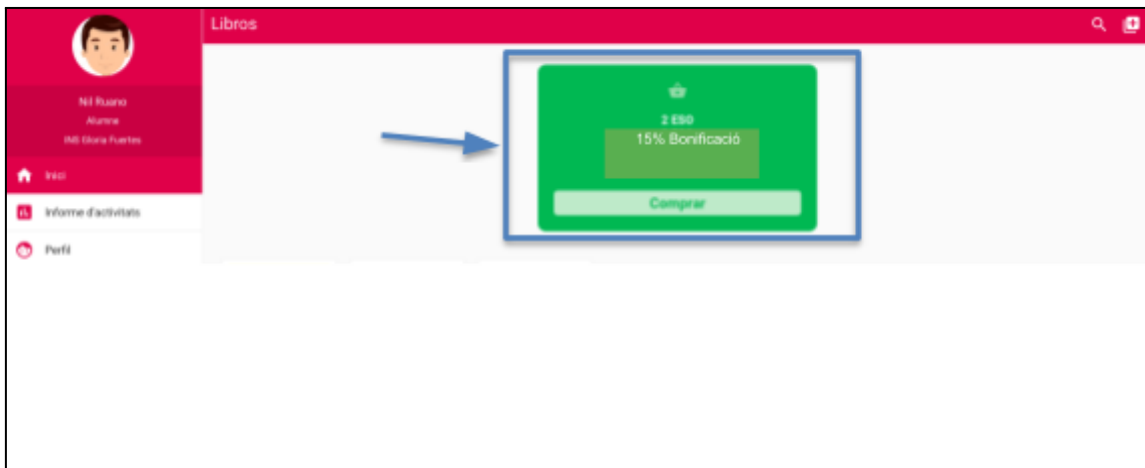 Libros
Nil Ruano
Alumne
INS Gloria Fuertes
Inici
Informe d'activitats
Perfil
2 ESO
15% Bonificació
Comprar